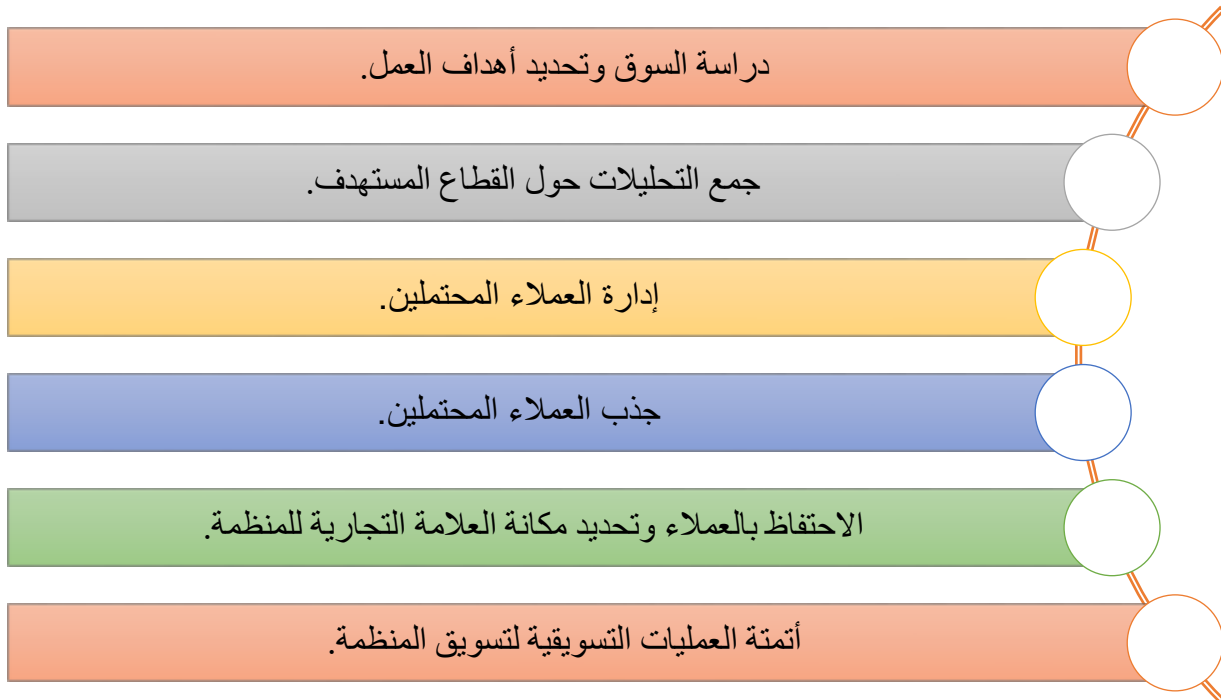 دراسة السوق وتحديد أهداف العمل.
جمع التحليلات حول القطاع المستهدف.
إدارة العملاء المحتملين.
جذب العملاء المحتملين.
الاحتفاظ بالعملاء وتحديد مكانة العلامة التجارية للمنظمة.
أتمتة العمليات التسويقية لتسويق المنظمة.